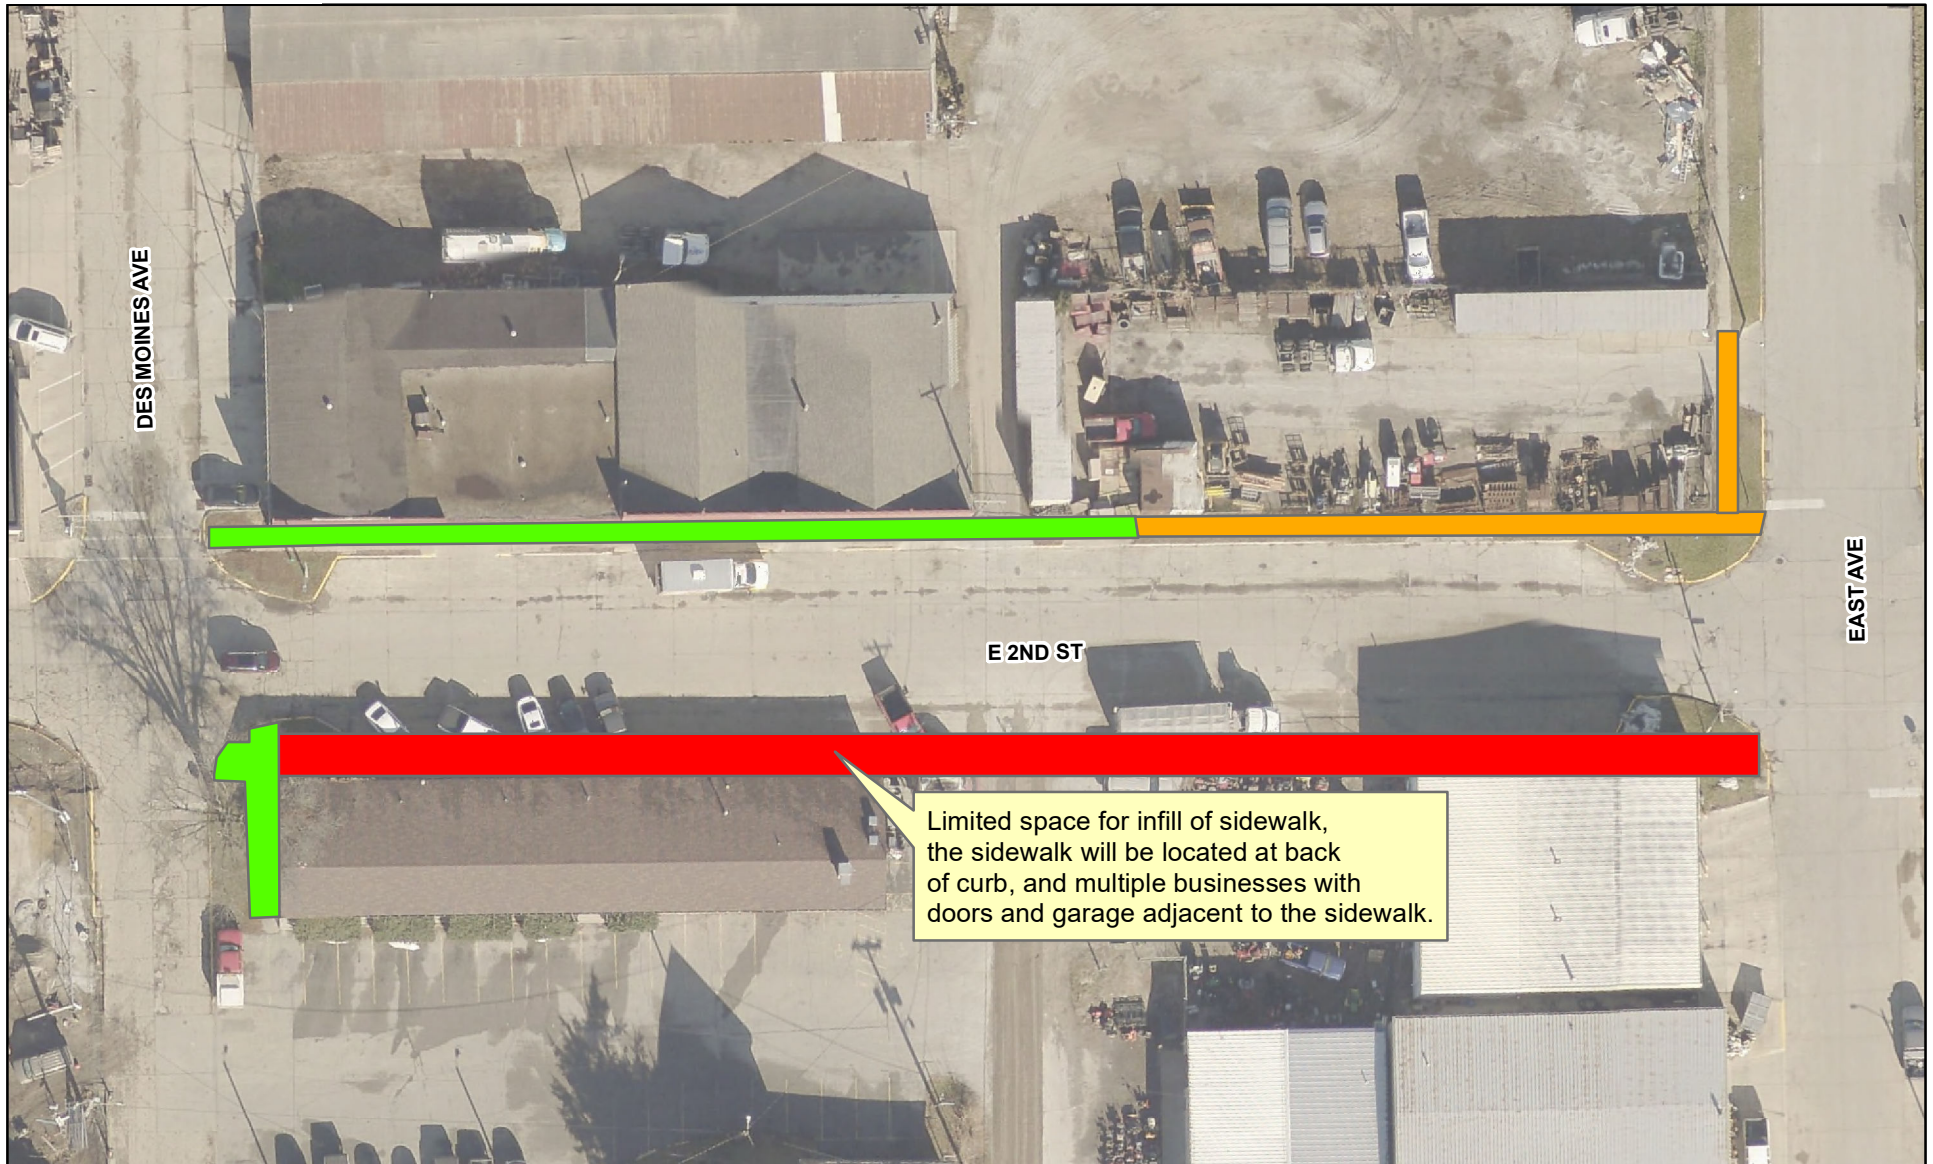 DES MOINES AVE
E 2ND ST
EAST AVE
Limited space for infill of sidewalk,
the sidewalk will be located at back
of curb, and multiple businesses with
doors and garage adjacent to the sidewalk.